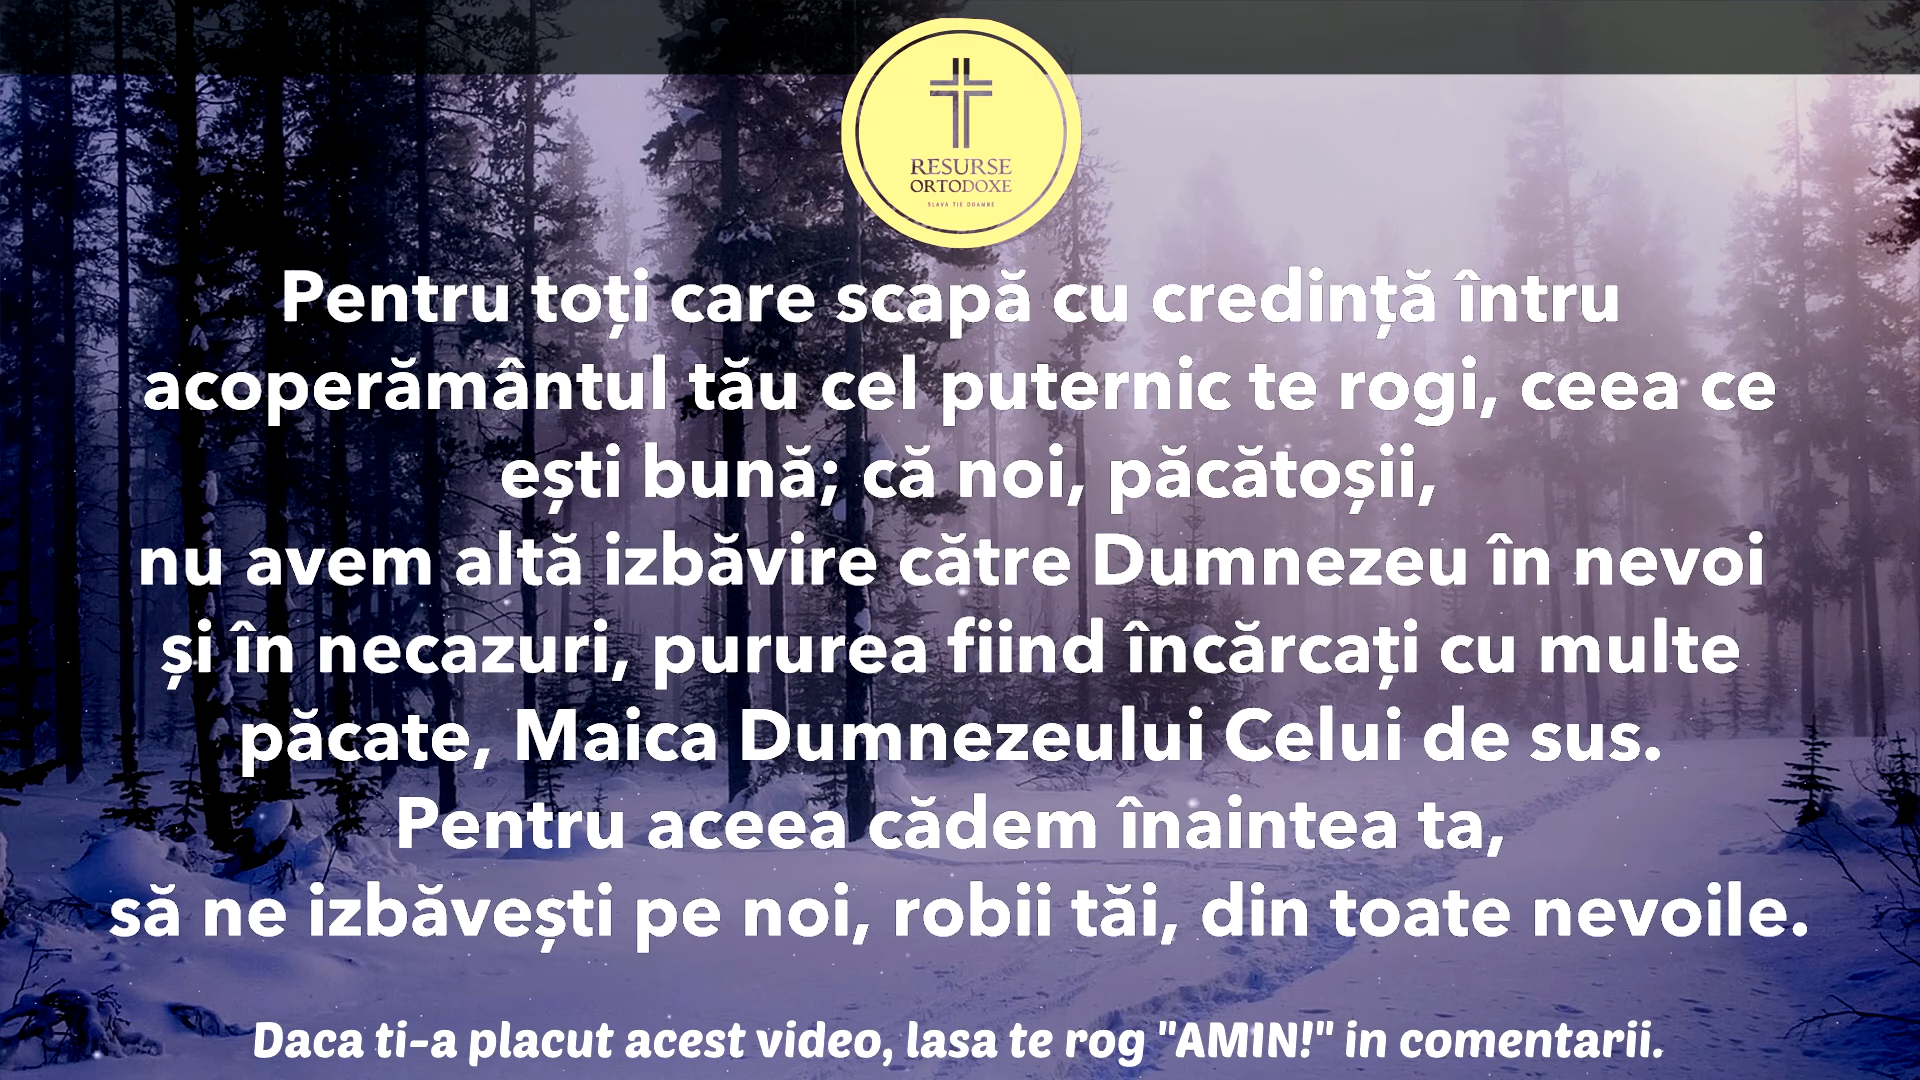 RESURSE
ORTODOXE
SLAVA TIE DOAMNE
Pentru toți care scapă cu credință întru
acoperământul tău cel puternic te rogi, ceea ce
ești bună; că noi, păcătoșii,
nu avem altă izbăvire către Dumnezeu în nevoi
și în necazuri, pururea fiind încărcați cu multe
păcate, Maica Dumnezeului Celui de sus.
Pentru aceea cădem înaintea ta,
să ne izbăvești pe noi, robii tăi, din toate nevoile.
Daca ti-a placut acest video, lasa te rog "AMIN!" in comentarii.